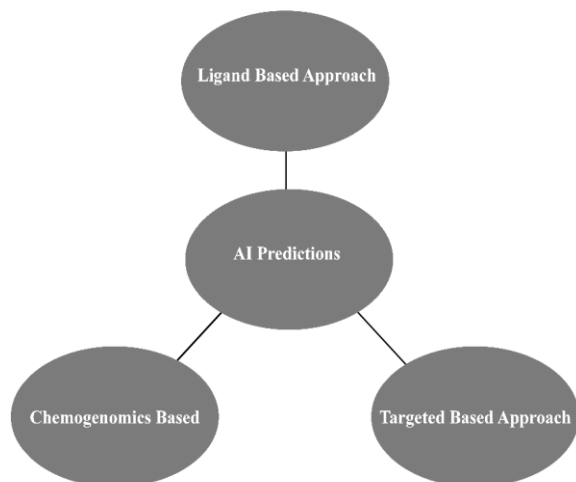 Ligand Based Approach
AI Predictions
Chemogenomics Based
Targeted Based Approach